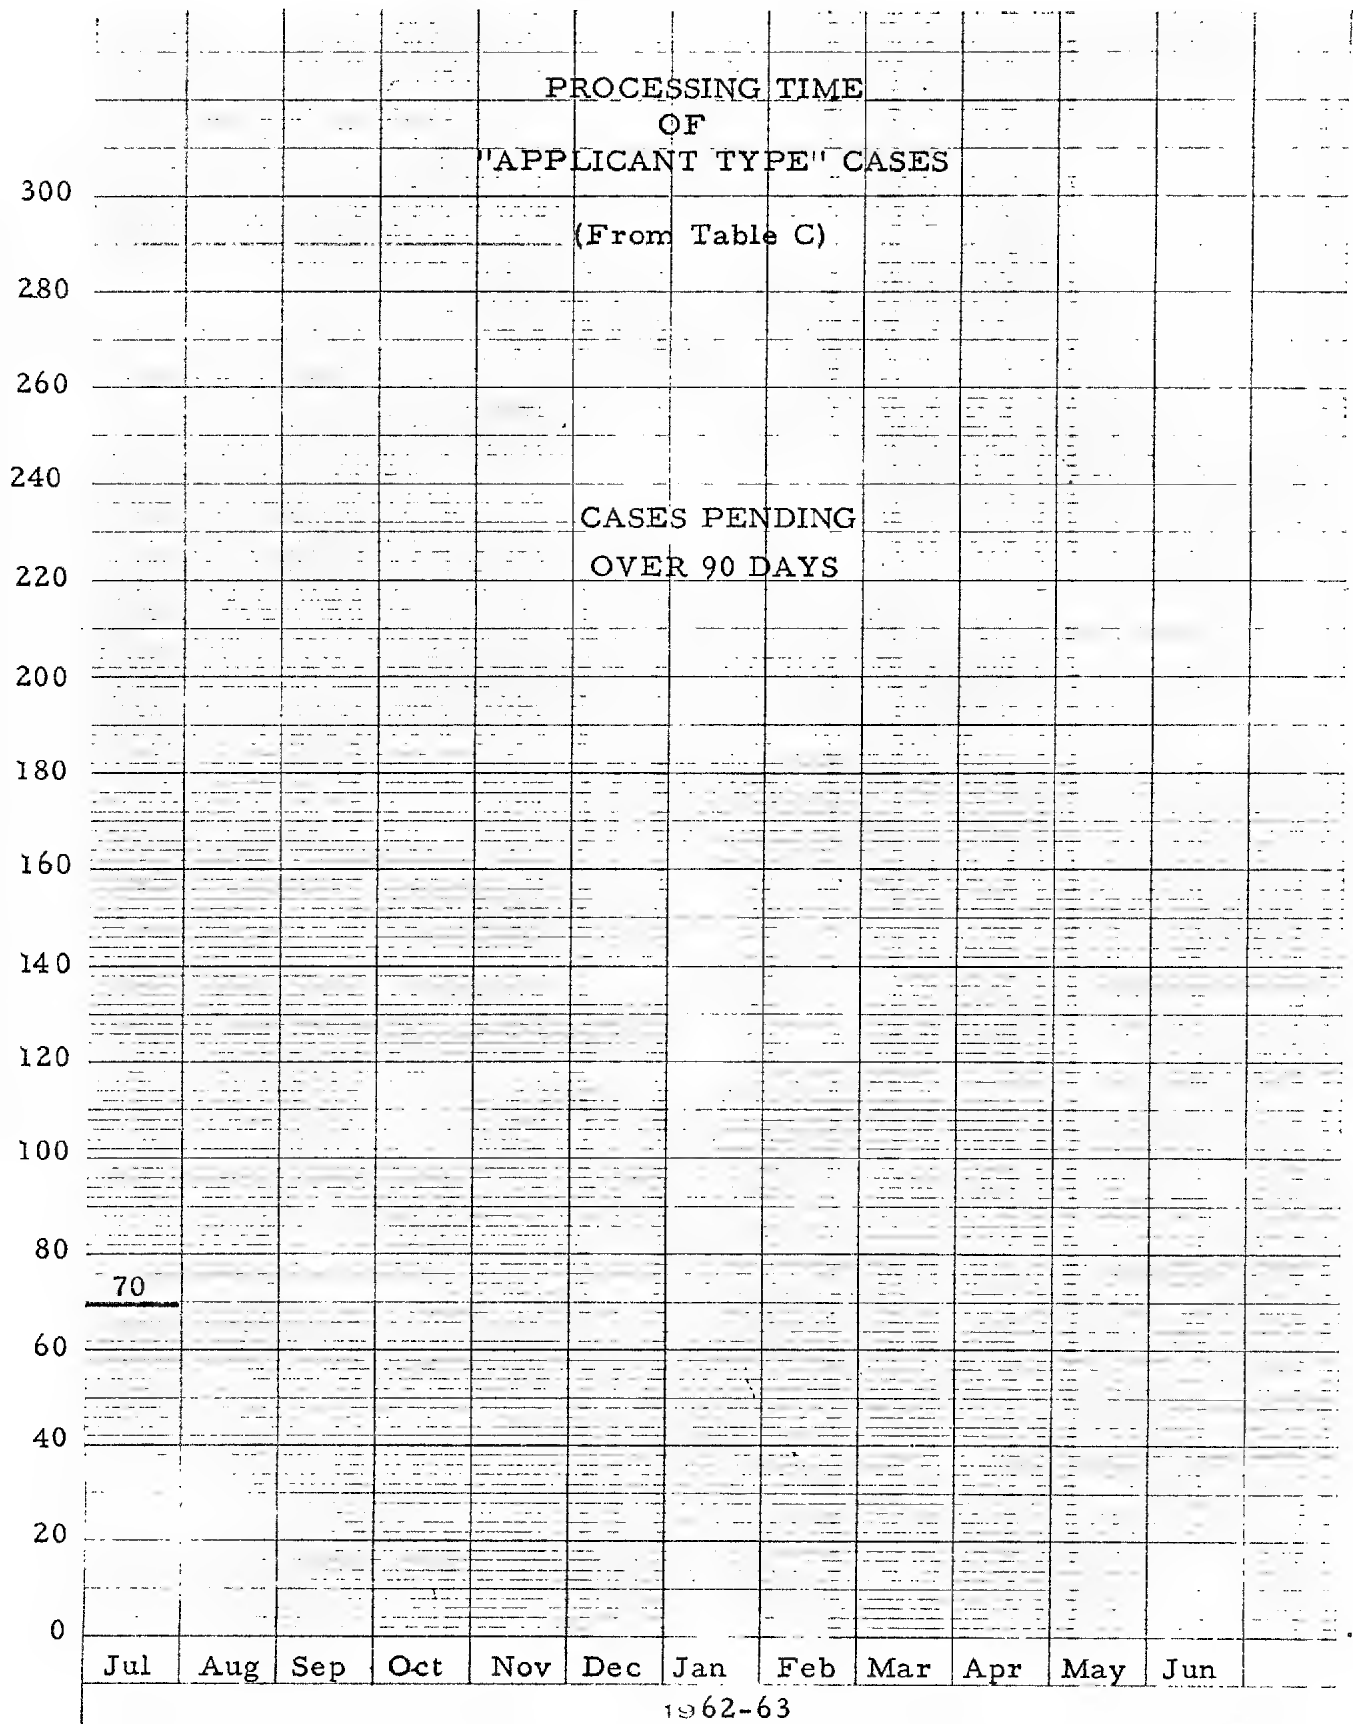 PROCESSING TIME
OF
"APPLICANT TYPE" CASES
(From Table C)
300
280
260
240
CASES PENDING
OVER 90 DAYS
220
200
180
160
140
120
100
80
70
60
40
20
0
Jul Aug Sep Oct Nov Dec Jan Feb Mar Apr May Jun
1962-63